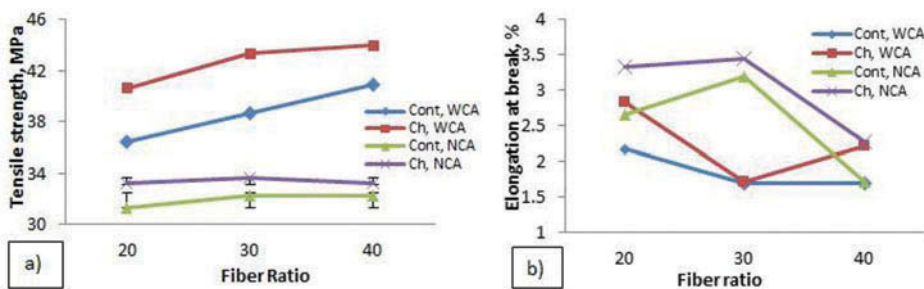 46
42
38
34
30
Tensile strength, MPa
Cont, WCA
Ch, WCA
Cont, NCA
Ch, NCA
20 30 40
Fiber Ratio
a)
4
3.5
3
2.5
2
1.5
1
Elongation at break, %
Cont, WCA
Ch, WCA
Cont, NCA
Ch, NCA
20 30 40
Fiber ratio
b)